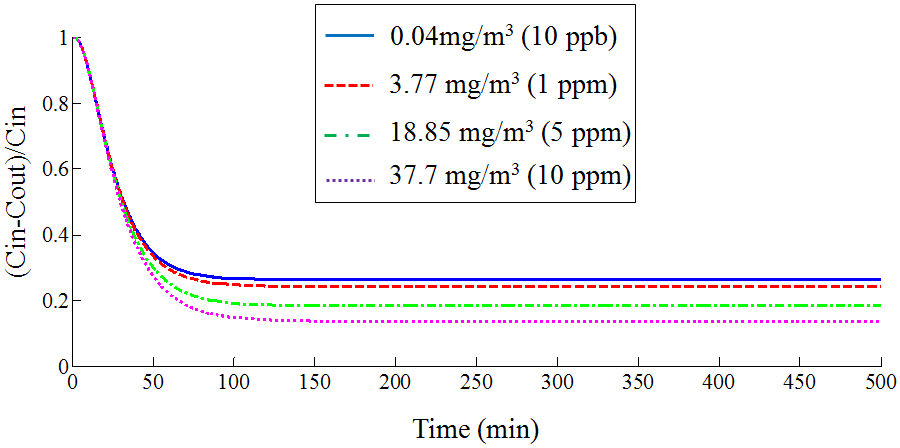 0.04mg/m³ (10 ppb)
3.77 mg/m³ (1 ppm)
18.85 mg/m³ (5 ppm)
37.7 mg/m³ (10 ppm)
(Cin-Cout)/Cin
1
0.8
0.6
0.4
0.2
0
0 50 100 150 200 250 300 350 400 450 500
Time (min)